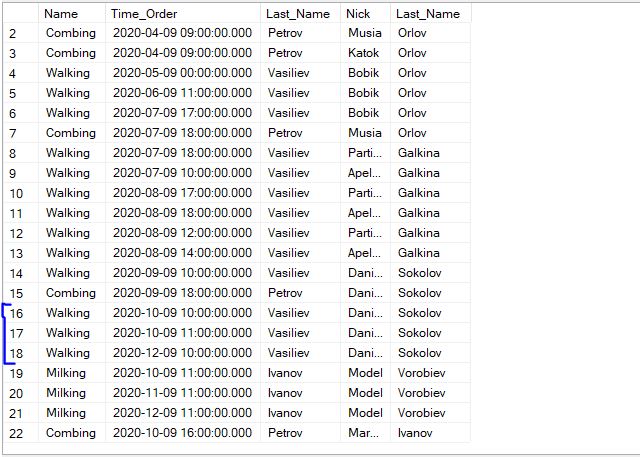 Name Time_Order Last_Name Nick Last_Name
2 Combing 2020-04-09 09:00:00.000 Petrov Musia Orlov
3 Combing 2020-04-09 09:00:00.000 Petrov Katok Orlov
4 Walking 2020-05-09 00:00:00.000 Vasiliev Bobik Orlov
5 Walking 2020-06-09 11:00:00.000 Vasiliev Bobik Orlov
6 Walking 2020-07-09 17:00:00.000 Vasiliev Bobik Orlov
7 Combing 2020-07-09 18:00:00.000 Petrov Musia Orlov
8 Walking 2020-07-09 18:00:00.000 Vasiliev Parti... Galkina
9 Walking 2020-07-09 10:00:00.000 Vasiliev Apel... Galkina
10 Walking 2020-08-09 17:00:00.000 Vasiliev Parti... Galkina
11 Walking 2020-08-09 18:00:00.000 Vasiliev Apel... Galkina
12 Walking 2020-08-09 12:00:00.000 Vasiliev Parti... Galkina
13 Walking 2020-08-09 14:00:00.000 Vasiliev Apel... Galkina
14 Walking 2020-09-09 10:00:00.000 Vasiliev Dani... Sokolov
15 Combing 2020-09-09 18:00:00.000 Petrov Dani... Sokolov
16 Walking 2020-10-09 10:00:00.000 Vasiliev Dani... Sokolov
17 Walking 2020-10-09 11:00:00.000 Vasiliev Dani... Sokolov
18 Walking 2020-12-09 10:00:00.000 Vasiliev Dani... Sokolov
19 Milking 2020-10-09 11:00:00.000 Ivanov Model Vorobiev
20 Milking 2020-11-09 11:00:00.000 Ivanov Model Vorobiev
21 Milking 2020-12-09 11:00:00.000 Ivanov Model Vorobiev
22 Combing 2020-10-09 16:00:00.000 Petrov Mar... Ivanov